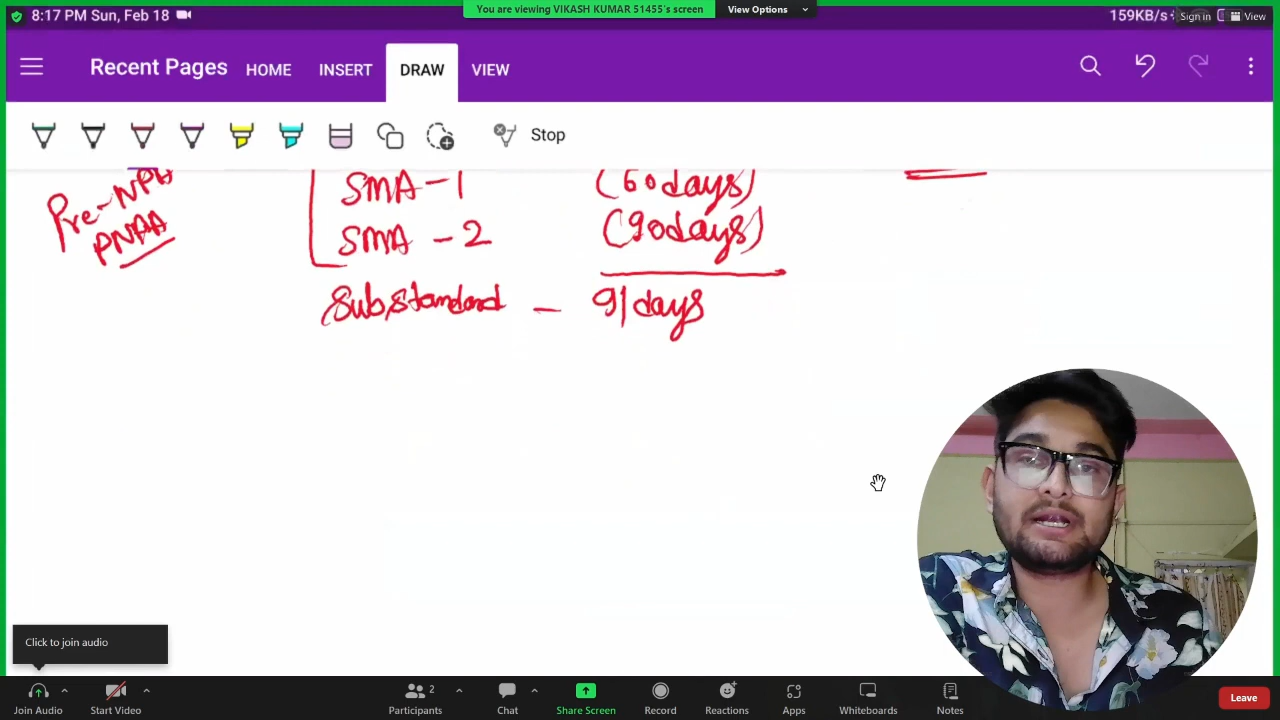 8:17 PM Sun, Feb 18
You are viewing VIKASH KUMAR 51455's screen
View Options
159KB/s
Sign in
View
Recent Pages
HOME
INSERT
DRAW
VIEW
Stop
Pre-NPA
PNAA
SMA-1 (60days)
SMA - 2 (90days)
Substandard - 91days
Click to join audio
Join Audio
Start Video
2
Participants
Chat
Share Screen
Record
Reactions
Apps
Whiteboards
Notes
Leave